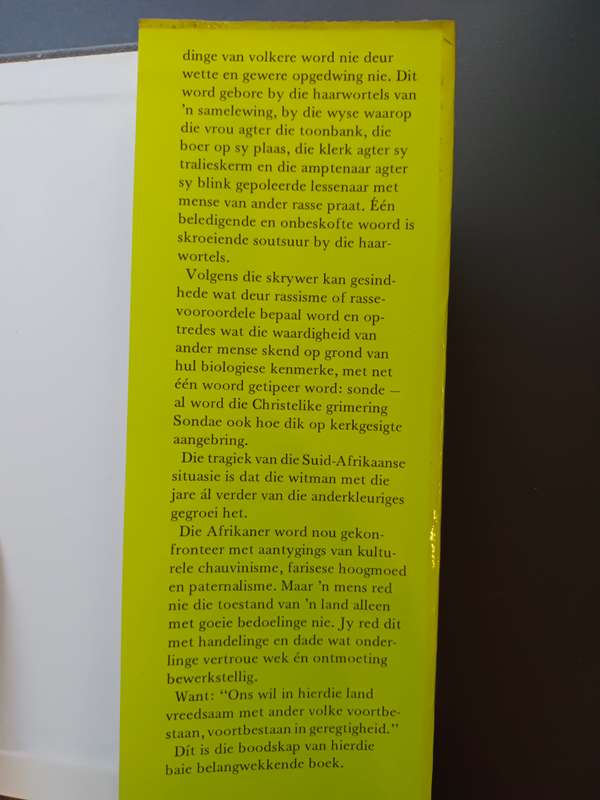 dinge van volkere word nie deur
wette en gewere opgedwing nie. Dit
word gebore by die haarwortels van
'n samelewing, by die wyse waarop
die vrou agter die toonbank, die
boer op sy plaas, die klerk agter sy
tralieskerm en die amptenaar agter
sy blink gepoleerde lessenaar met
mense van ander rasse praat. Één
beledigende en onbeskofte woord is
skroeiende soutsuur by die haar-
wortels.
Volgens die skrywer kan gesind-
hede wat deur rassisme of rasse-
vooroordele bepaal word en op-
tredes wat die waardigheid van
ander mense skend op grond van
hul biologiese kenmerke, met net
één woord getipeer word: sonde —
al word die Christelike grimering
Sondae ook hoe dik op kerkgesigte
aangebring.
Die tragiek van die Suid-Afrikaanse
situasie is dat die witman met die
jare ál verder van die anderkleuriges
gegroei het.
Die Afrikaner word nou gekon-
fronteer met aantygings van kultu-
rele chauvinisme, farisese hoogmoed
en paternalisme. Maar 'n mens red
nie die toestand van 'n land alleen
met goeie bedoelinge nie. Jy red dit
met handelinge en dade wat onder-
linge vertroue wek én ontmoeting
bewerkstellig.
Want: "Ons wil in hierdie land
vreedsaam met ander volke voortbe-
staan, voortbestaan in geregtigheid."
Dít is die boodskap van hierdie
baie belangwekkende boek.